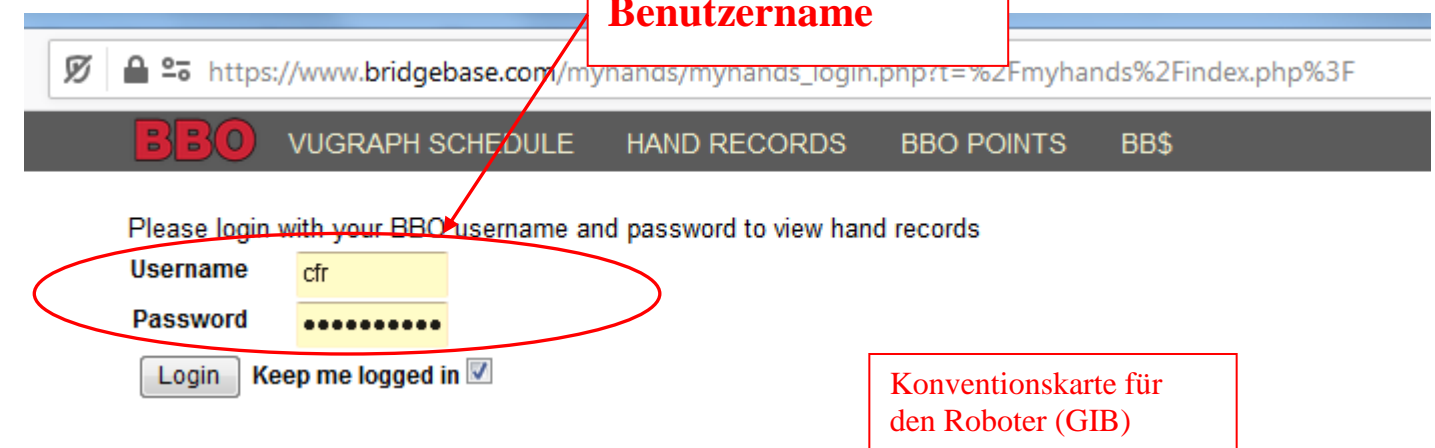 Benutzername
https://www.bridgebase.com/myhands/myhands_login.php?t=%2Fmyhands%2Findex.php%3F
BBO VUGRAPH SCHEDULE HAND RECORDS BBO POINTS BB$
Please login with your BBO username and password to view hand records
Username cfr
Password ••••••••••
Login Keep me logged in
Konventionskarte für
den Roboter (GIB)